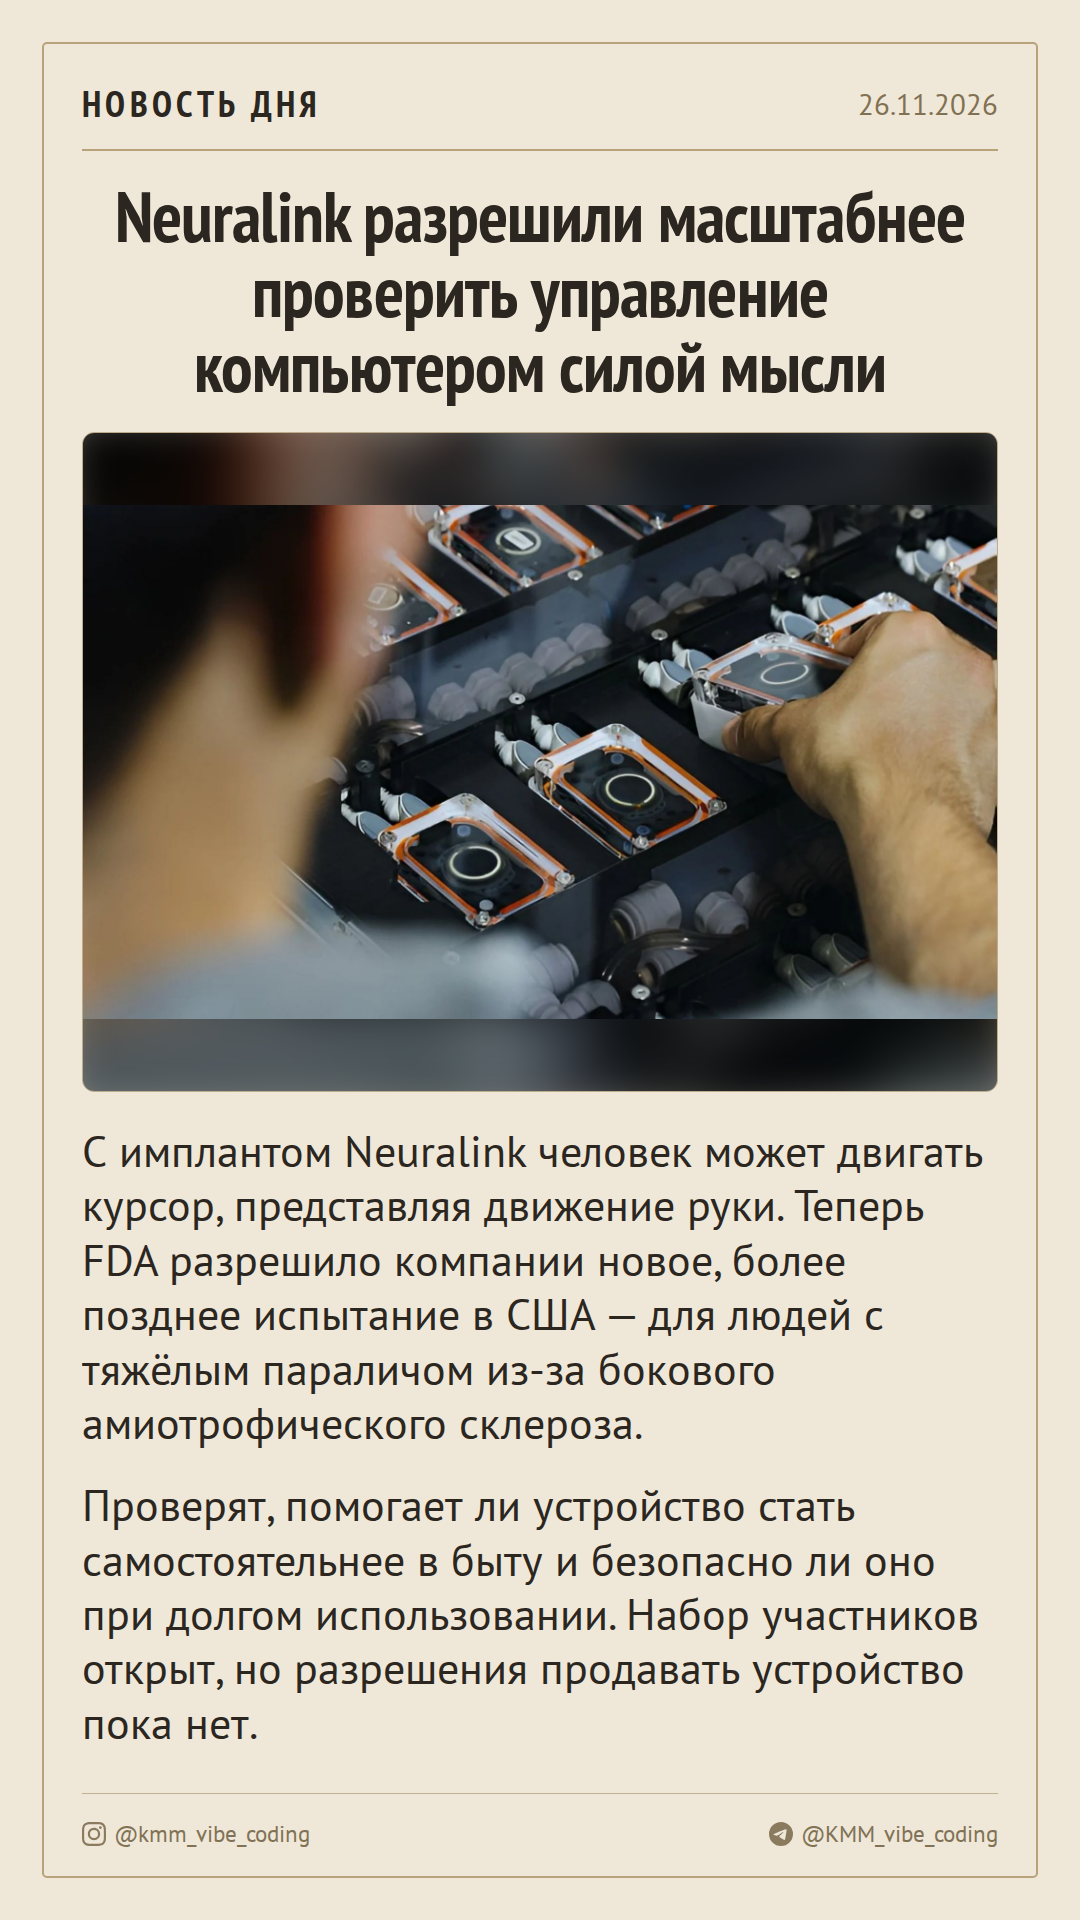 НОВОСТЬ ДНЯ
26.11.2026
Neuralink разрешили масштабнее
проверить управление
компьютером силой мысли
С имплантом Neuralink человек может двигать
курсор, представляя движение руки. Теперь
FDA разрешило компании новое, более
позднее испытание в США — для людей с
тяжёлым параличом из-за бокового
амиотрофического склероза.
Проверят, помогает ли устройство стать
самостоятельнее в быту и безопасно ли оно
при долгом использовании. Набор участников
открыт, но разрешения продавать устройство
пока нет.
@kmm_vibe_coding
@KMM_vibe_coding